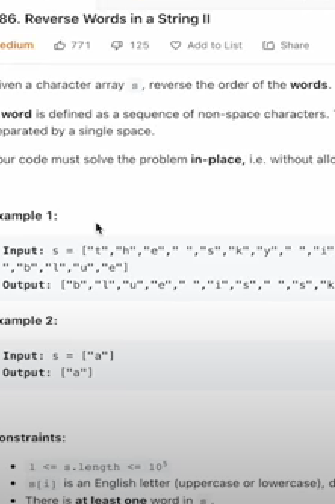 86. Reverse Words in a String II
edium 771 125 Add to List Share
iven a character array s, reverse the order of the words.
word is defined as a sequence of non-space characters.
eparated by a single space.
our code must solve the problem in-place, i.e. without allo
xample 1:
Input: s = ["t","h","e"," ","s","k","y"," ","i"
","b","l","u","e"]
Output: ["b","l","u","e"," ","i","s"," ","s","k
xample 2:
Input: s = ["a"]
Output: ["a"]
onstraints:
• 1 <= s.length <= 10⁵
• s[i] is an English letter (uppercase or lowercase), d
• There is at least one word in s.